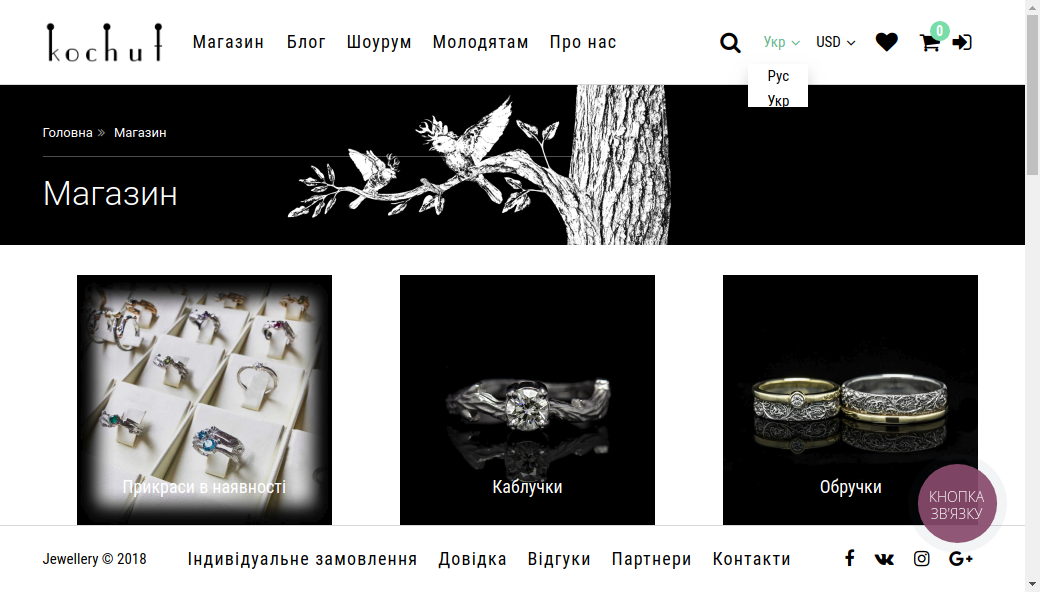 kochut
Магазин Блог Шоурум Молодятам Про нас
Укр USD 0
Рус
Укр
Головна » Магазин
Магазин
Прикраси в наявності
Каблучки
Обручки
КНОПКА
ЗВ'ЯЗКУ
Jewellery © 2018 Індивідуальне замовлення Довідка Відгуки Партнери Контакти